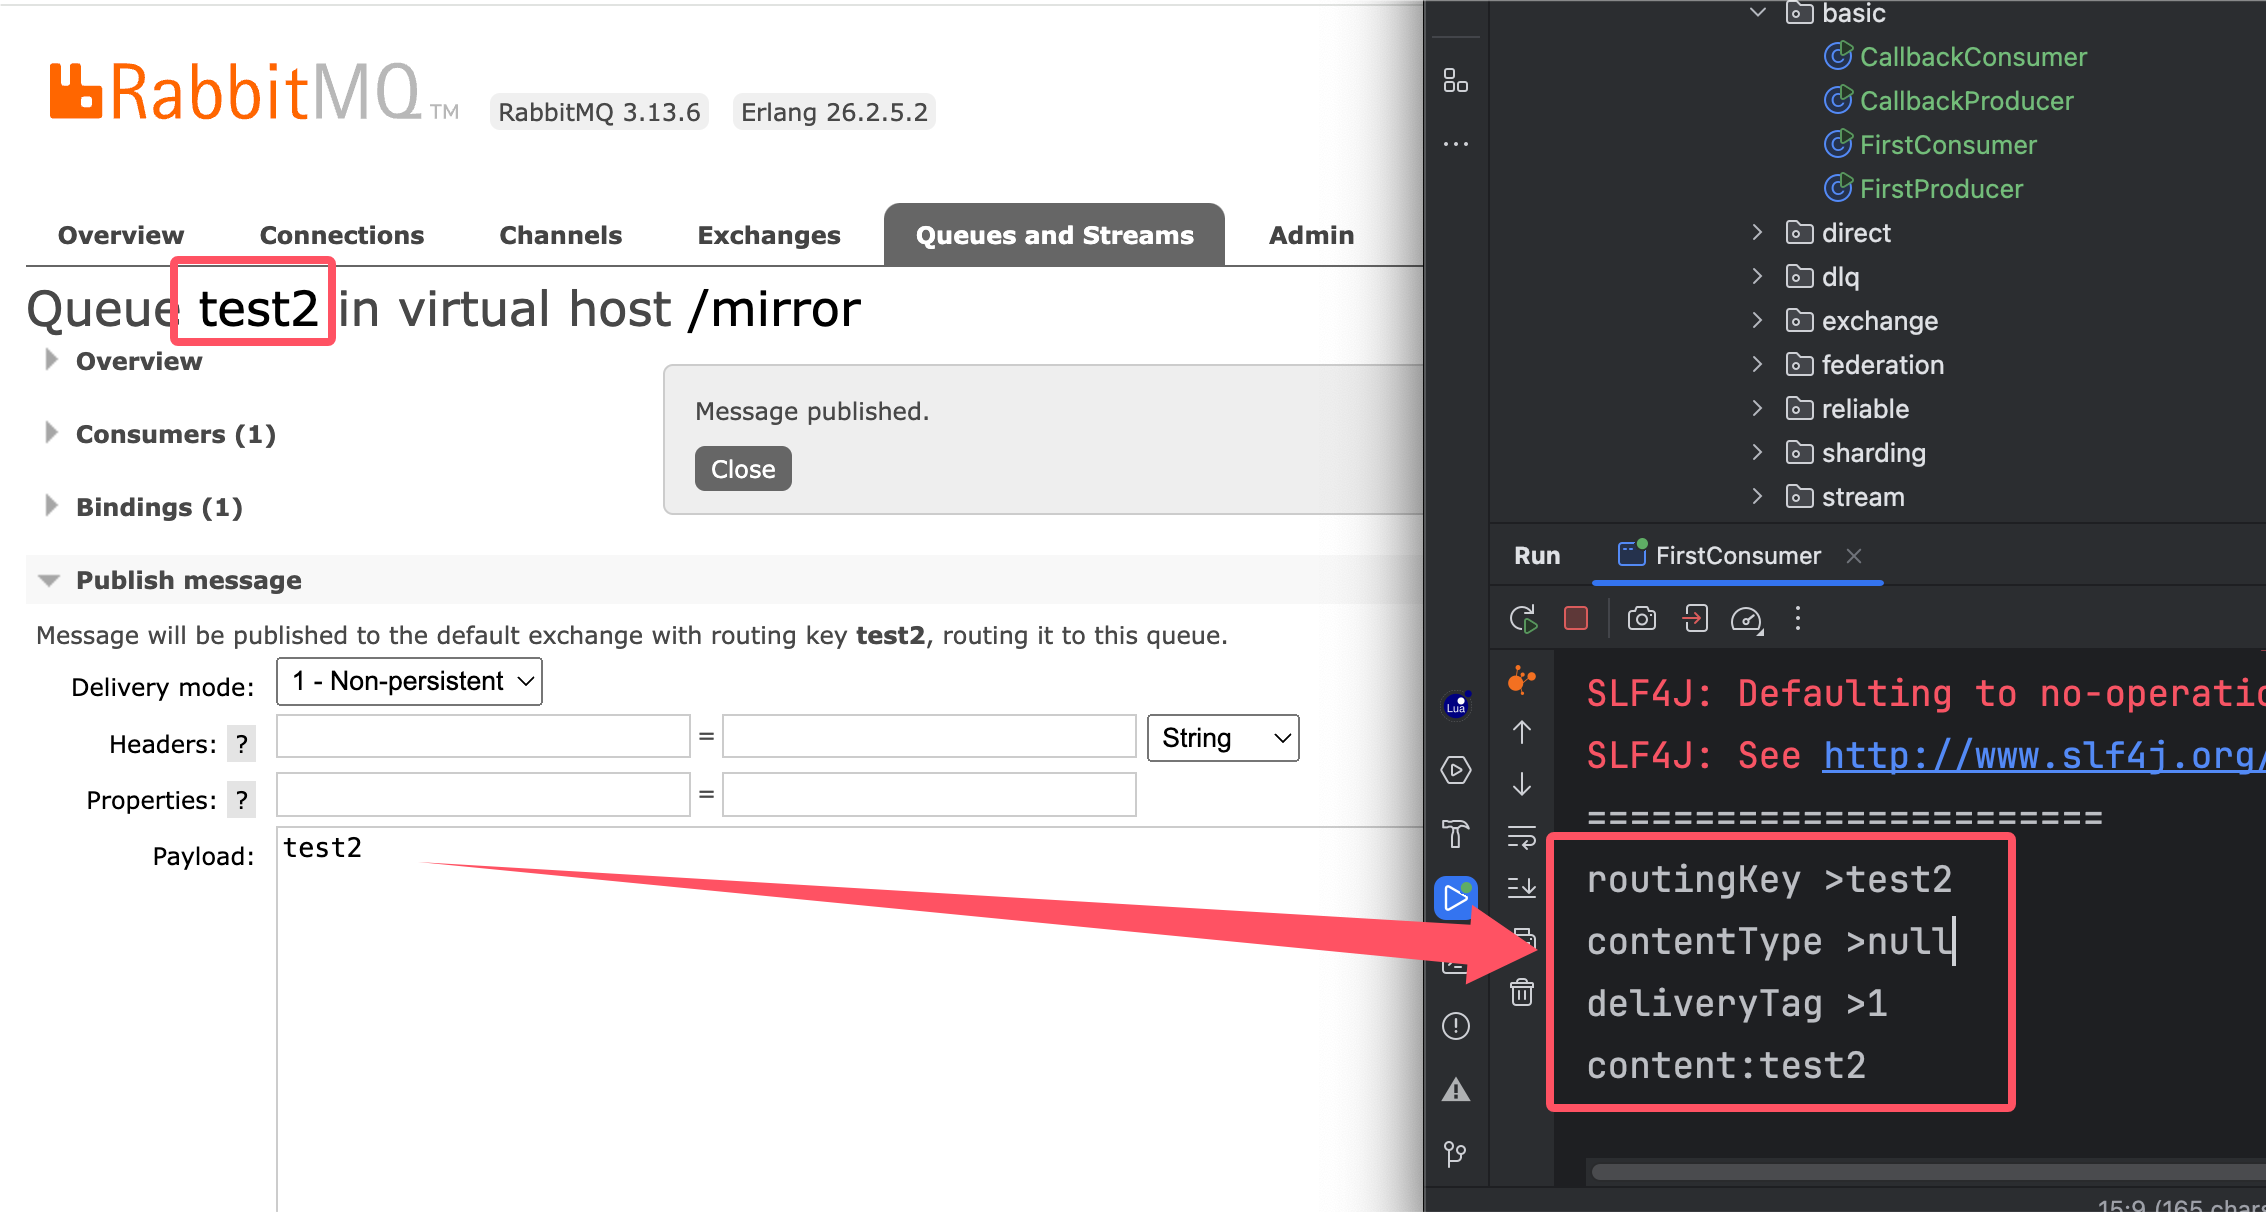 RabbitMQ TM
RabbitMQ 3.13.6
Erlang 26.2.5.2
Overview
Connections
Channels
Exchanges
Queues and Streams
Admin
Queue test2 in virtual host /mirror
Overview
Consumers (1)
Bindings (1)
Message published.
Close
Publish message
Message will be published to the default exchange with routing key test2, routing it to this queue.
Delivery mode: 1 - Non-persistent
Headers: ? = String
Properties: ? =
Payload: test2
basic
CallbackConsumer
CallbackProducer
FirstConsumer
FirstProducer
direct
dlq
exchange
federation
reliable
sharding
stream
Run
FirstConsumer
Lua
SLF4J: Defaulting to no-operatio
SLF4J: See http://www.slf4j.org/
========================
routingKey >test2
contentType >null
deliveryTag >1
content:test2
15:9 (165 char